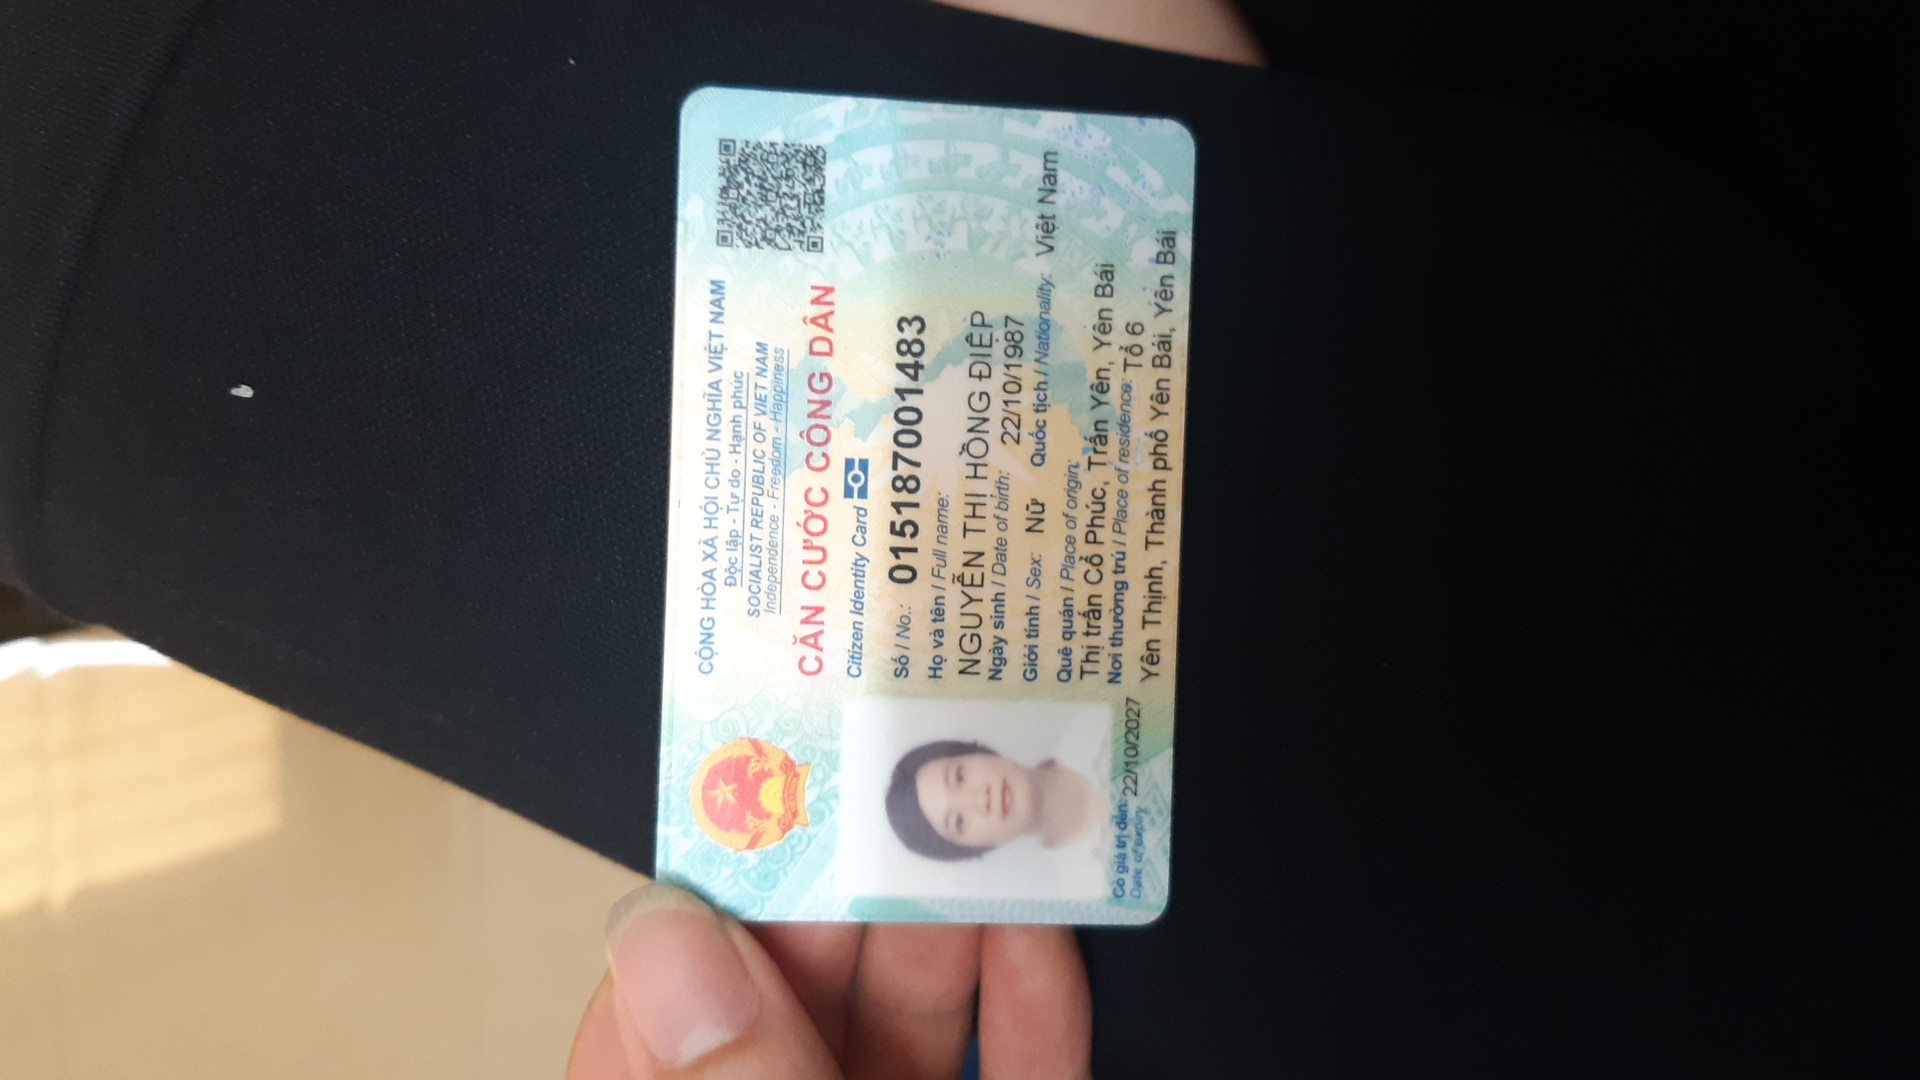 CỘNG HÒA XÃ HỘI CHỦ NGHĨA VIỆT NAM
Độc lập - Tự do - Hạnh phúc
SOCIALIST REPUBLIC OF VIET NAM
Independence - Freedom - Happiness
CĂN CƯỚC CÔNG DÂN
Citizen Identity Card
Số / No.: 015187001483
Họ và tên / Full name:
NGUYỄN THỊ HỒNG ĐIỆP
Ngày sinh / Date of birth: 22/10/1987
Giới tính / Sex: Nữ Quốc tịch / Nationality: Việt Nam
Quê quán / Place of origin:
Thị trấn Cổ Phúc, Trấn Yên, Yên Bái
Nơi thường trú / Place of residence: Tổ 6
Yên Thịnh, Thành phố Yên Bái, Yên Bái
Có giá trị đến: 22/10/2027
Date of expiry